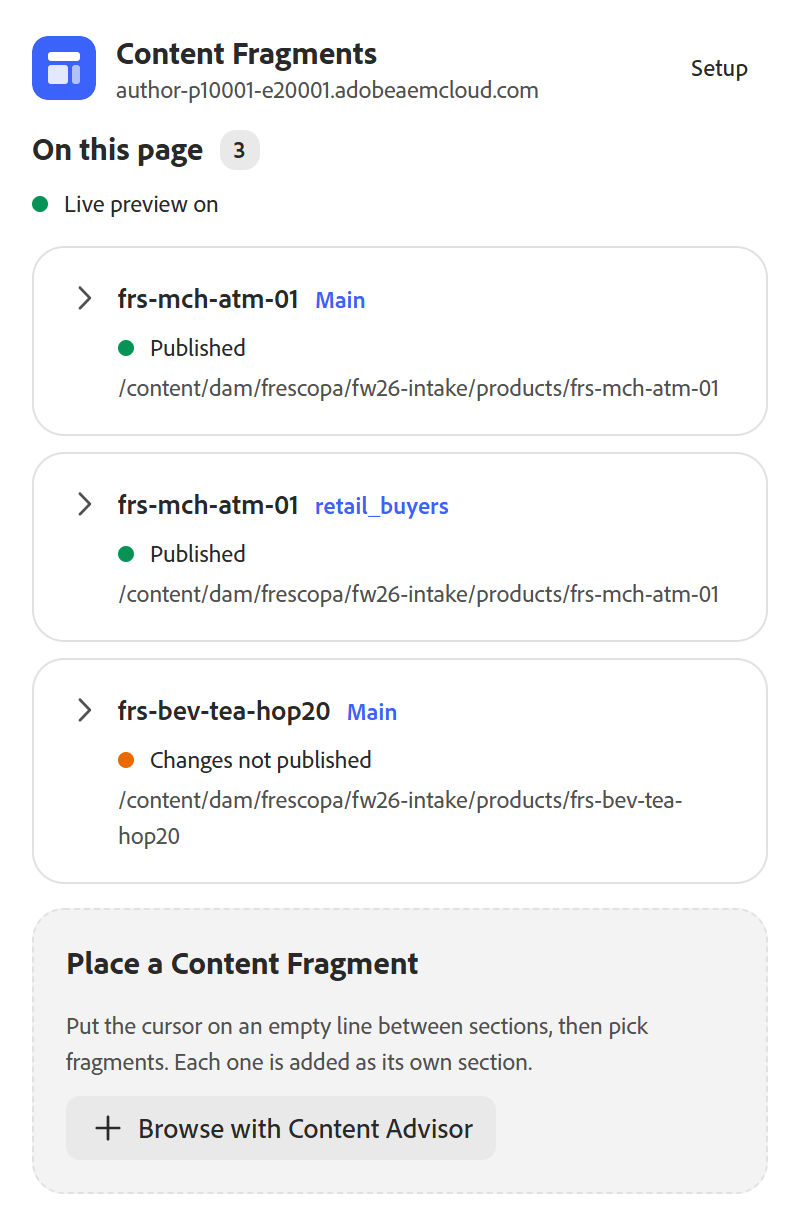 Content Fragments
author-p10001-e20001.adobeaemcloud.com
Setup
On this page 3
Live preview on
frs-mch-atm-01 Main
Published
/content/dam/frescopa/fw26-intake/products/frs-mch-atm-01
frs-mch-atm-01 retail_buyers
Published
/content/dam/frescopa/fw26-intake/products/frs-mch-atm-01
frs-bev-tea-hop20 Main
Changes not published
/content/dam/frescopa/fw26-intake/products/frs-bev-tea-
hop20
Place a Content Fragment
Put the cursor on an empty line between sections, then pick
fragments. Each one is added as its own section.
Browse with Content Advisor